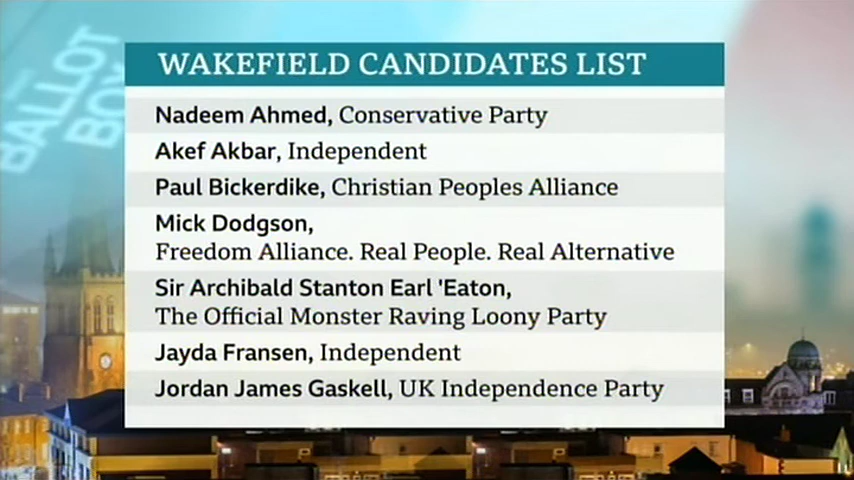 BALLOT
BOX
WAKEFIELD CANDIDATES LIST
Nadeem Ahmed, Conservative Party
Akef Akbar, Independent
Paul Bickerdike, Christian Peoples Alliance
Mick Dodgson,
Freedom Alliance. Real People. Real Alternative
Sir Archibald Stanton Earl 'Eaton,
The Official Monster Raving Loony Party
Jayda Fransen, Independent
Jordan James Gaskell, UK Independence Party